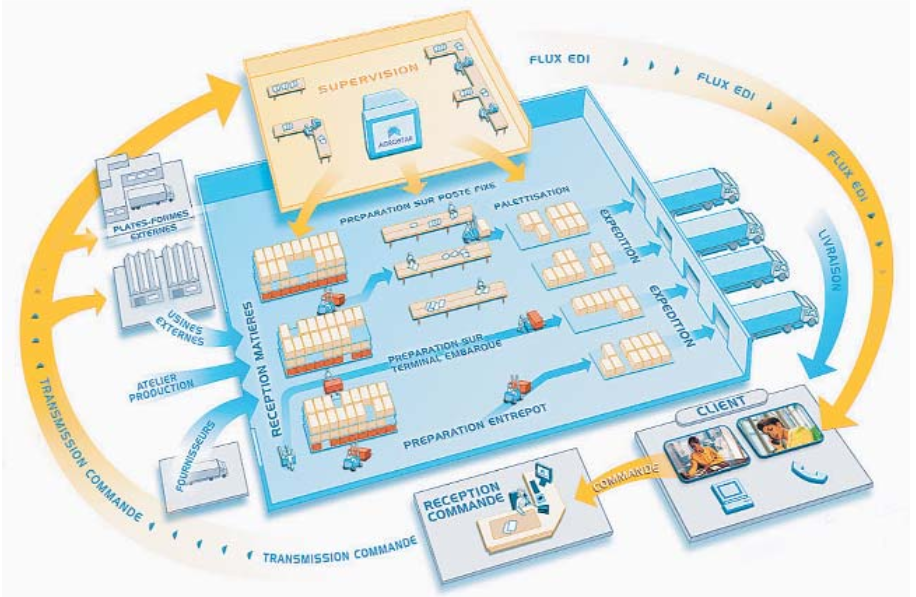 SUPERVISION
AGROSTAR
FLUX EDI
FLUX EDI
FLUX EDI
PLATES-FORMES
EXTERNES
USINES
EXTERNES
ATELIER
PRODUCTION
FOURNISSEURS
RECEPTION MATIERES
PREPARATION SUR POSTE FIXE
PALETTISATION
EXPEDITION
EXPEDITION
LIVRAISON
PREPARATION SUR
TERMINAL EMBARQUE
PREPARATION ENTREPOT
CLIENT
COMMANDE
RECEPTION
COMMANDE
TRANSMISSION COMMANDE
TRANSMISSION COMMANDE